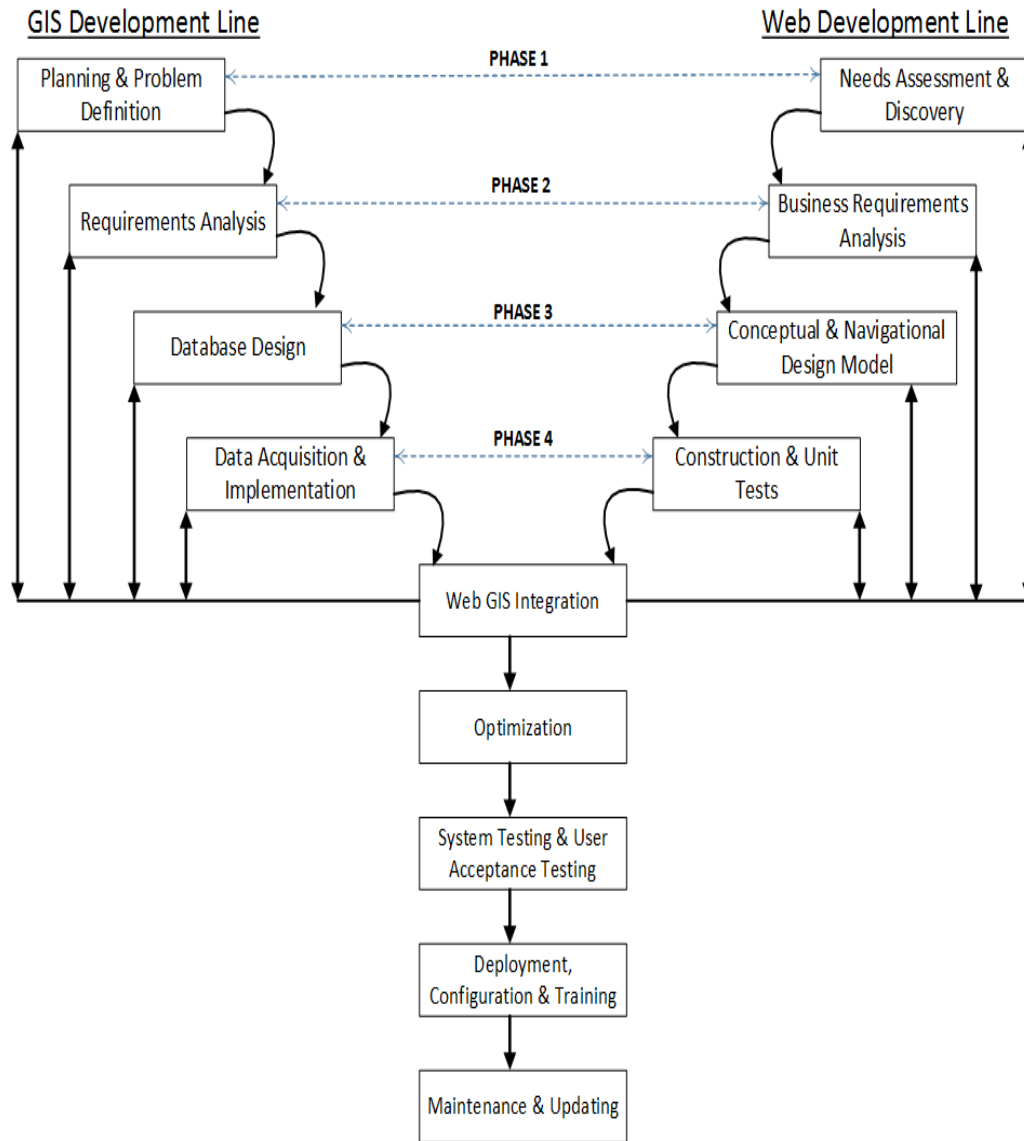 GIS Development Line
Web Development Line
PHASE 1
Planning & Problem
Definition
Needs Assessment &
Discovery
PHASE 2
Requirements Analysis
Business Requirements
Analysis
PHASE 3
Database Design
Conceptual & Navigational
Design Model
PHASE 4
Data Acquisition &
Implementation
Construction & Unit
Tests
Web GIS Integration
Optimization
System Testing & User
Acceptance Testing
Deployment,
Configuration & Training
Maintenance & Updating